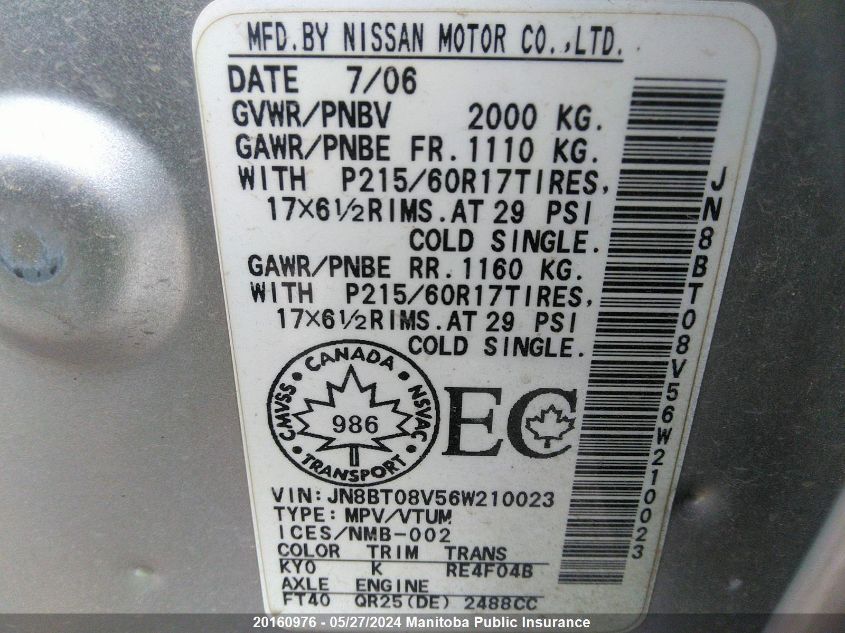 MFD.BY NISSAN MOTOR CO.,LTD.
DATE 7/06
GVWR/PNBV 2000 KG.
GAWR/PNBE FR. 1110 KG.
WITH P215/60R17TIRES,
17X6½RIMS.AT 29 PSI
COLD SINGLE.
GAWR/PNBE RR. 1160 KG.
WITH P215/60R17TIRES,
17X6½RIMS.AT 29 PSI
COLD SINGLE.
JN8BT08V56W210023
CANADA
CMVSS NSVAC
986
TRANSPORT
EC
VIN:JN8BT08V56W210023
TYPE: MPV/VTUM
ICES/NMB-002
COLOR TRIM TRANS
KY0 K RE4F04B
AXLE ENGINE
FT40 QR25(DE) 2488CC
20160976 - 05/27/2024 Manitoba Public Insurance